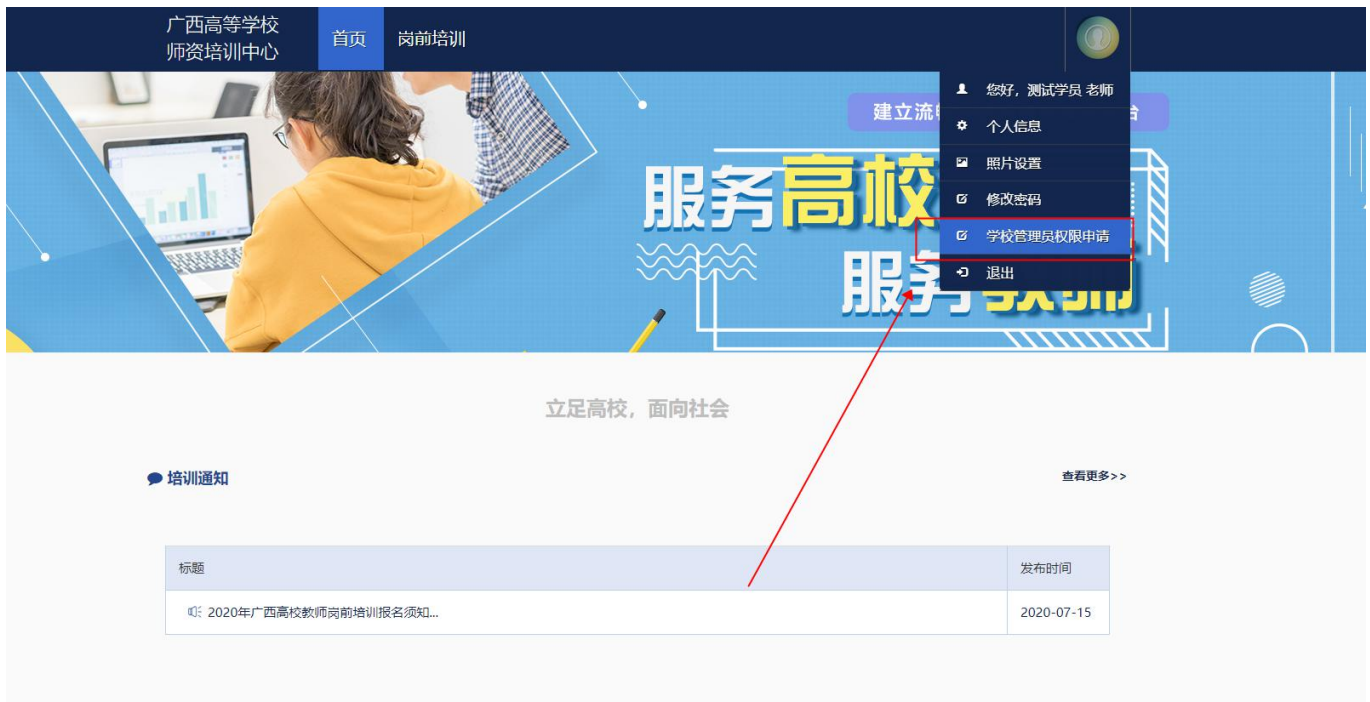 广西高等学校
师资培训中心
首页
岗前培训
您好，测试学员 老师
个人信息
照片设置
修改密码
学校管理员权限申请
退出
建立流
台
服务高校
服务教师
立足高校，面向社会
培训通知
查看更多>>
标题
发布时间
2020年广西高校教师岗前培训报名须知...
2020-07-15